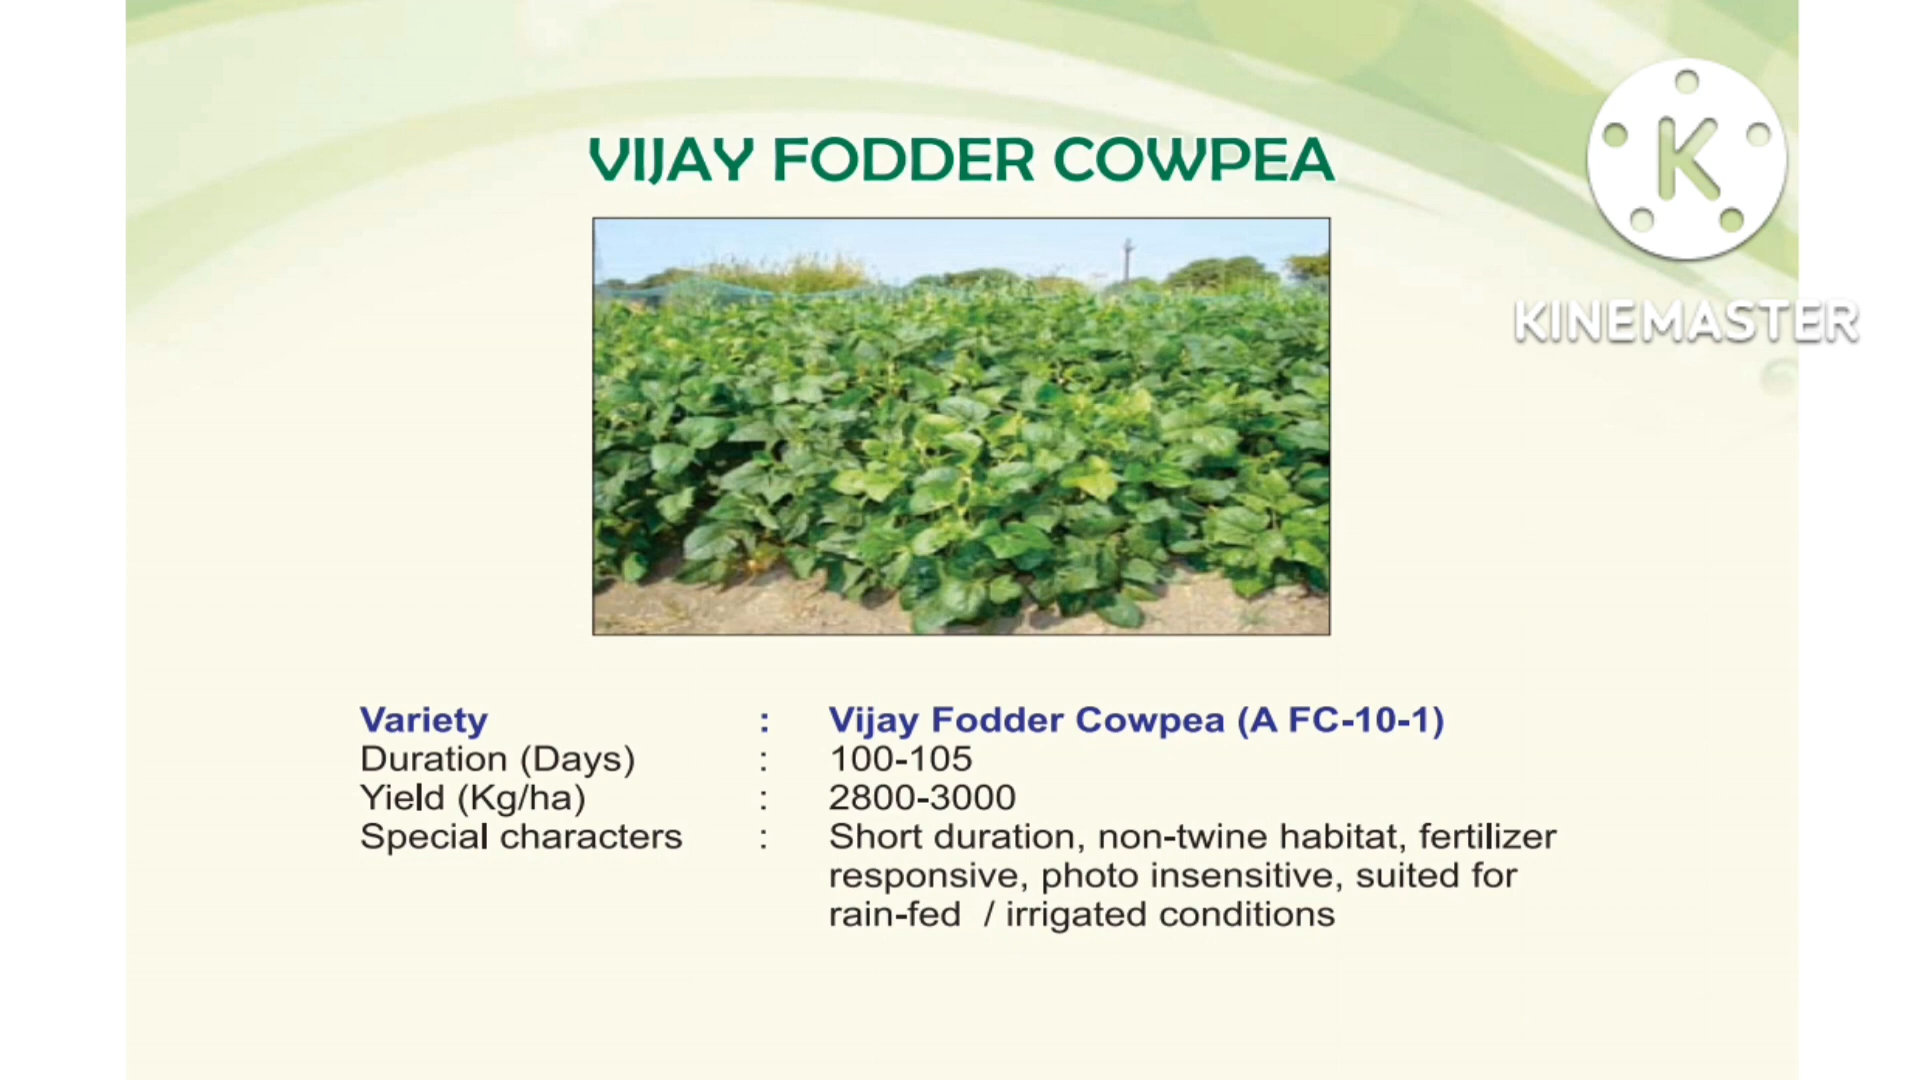 VIJAY FODDER COWPEA
K
KINEMASTER
Variety : Vijay Fodder Cowpea (A FC-10-1)
Duration (Days) : 100-105
Yield (Kg/ha) : 2800-3000
Special characters : Short duration, non-twine habitat, fertilizer
responsive, photo insensitive, suited for
rain-fed / irrigated conditions